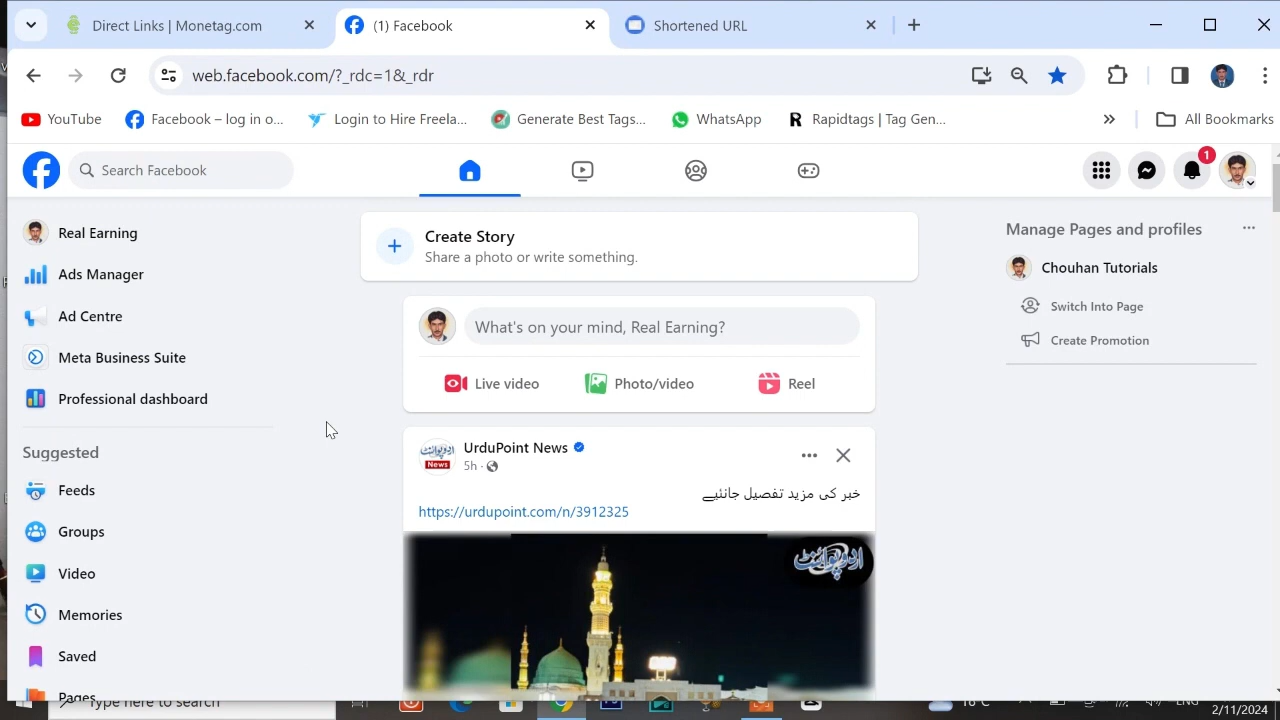 Direct Links | Monetag.com
(1) Facebook
Shortened URL
web.facebook.com/?_rdc=1&_rdr
YouTube
Facebook – log in o...
Login to Hire Freela...
Generate Best Tags...
WhatsApp
Rapidtags | Tag Gen...
All Bookmarks
Search Facebook
1
Real Earning
Ads Manager
Ad Centre
Meta Business Suite
Professional dashboard
Suggested
Feeds
Groups
Video
Memories
Saved
Pages
Create Story
Share a photo or write something.
What's on your mind, Real Earning?
Live video
Photo/video
Reel
UrduPoint News
5h
خبر کی مزید تفصیل جانئیے
https://urdupoint.com/n/3912325
اردوپوائنٹ
News
Manage Pages and profiles
Chouhan Tutorials
Switch Into Page
Create Promotion
Type here to search
16°C
ENG
2/11/2024